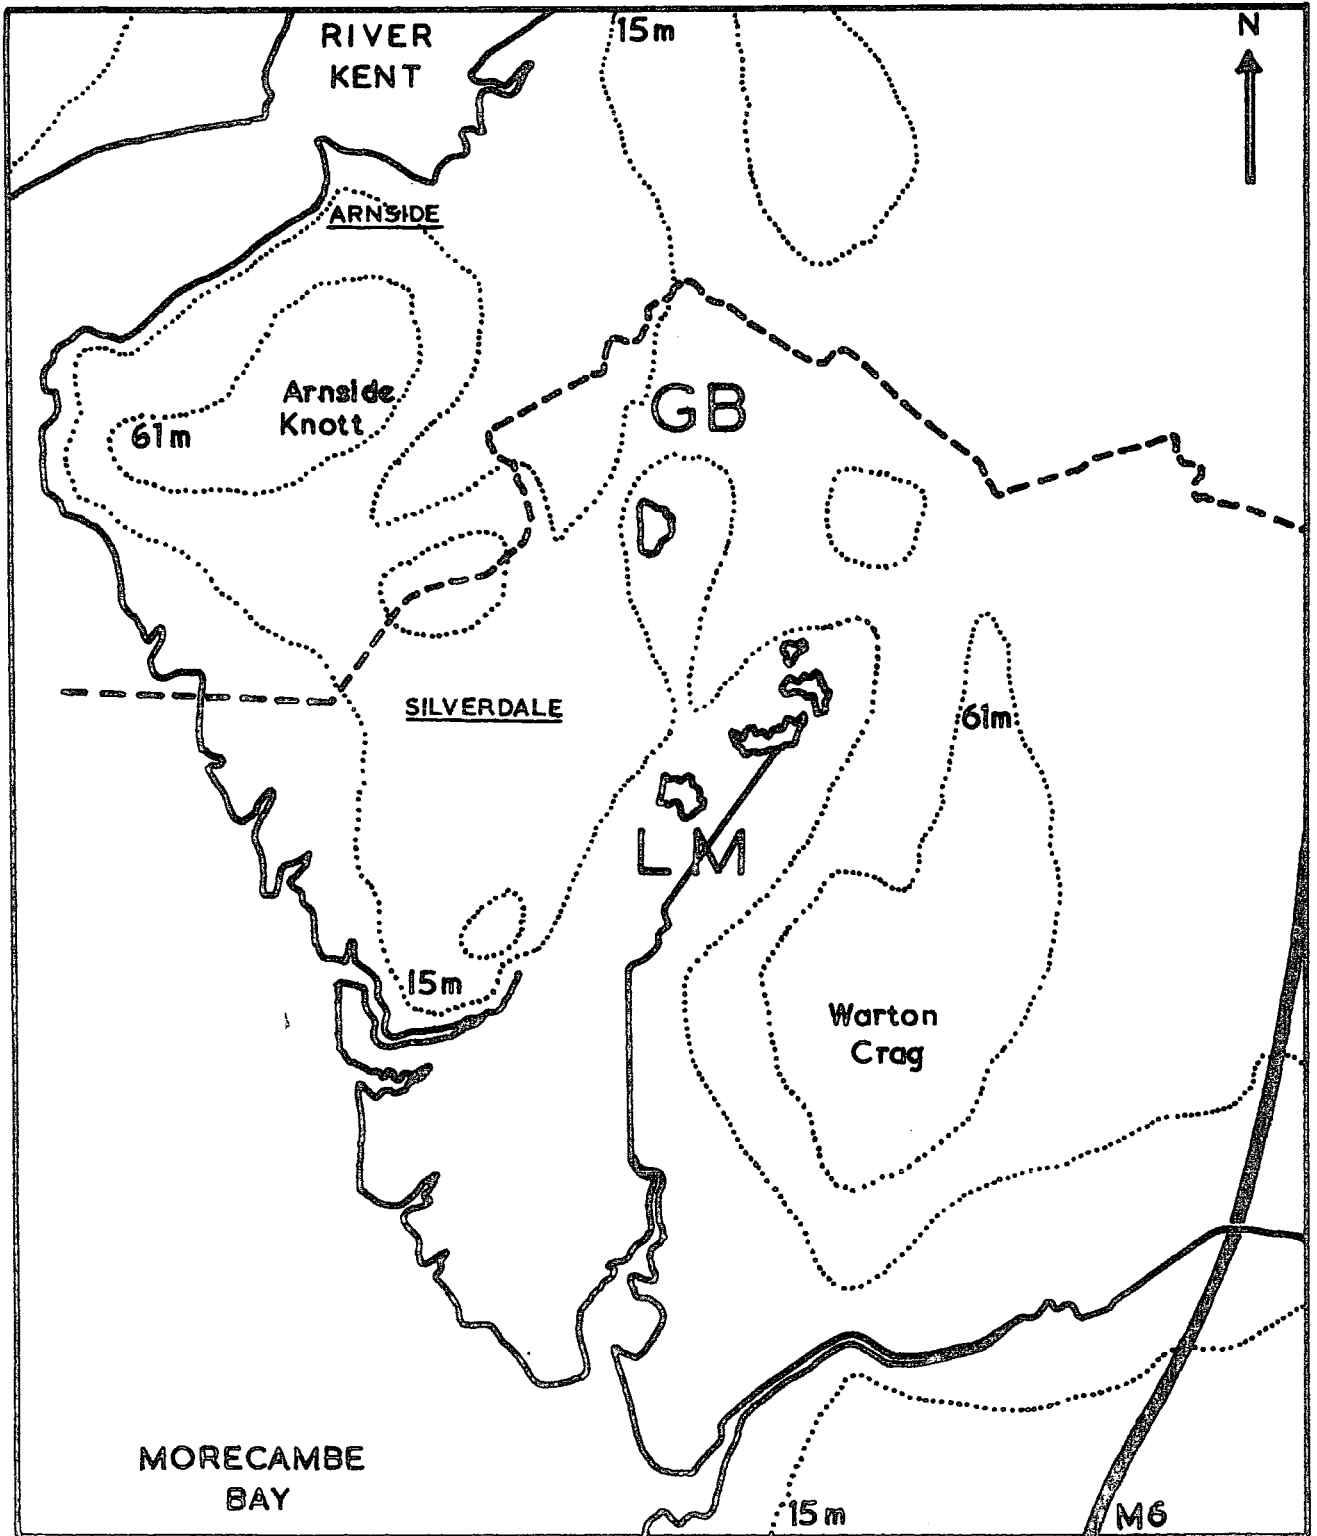 RIVER
KENT
15m
N
ARNSIDE
Arnside
Knott
61m
GB
SILVERDALE
61m
LM
15m
Warton
Crag
MORECAMBE
BAY
15m
M6